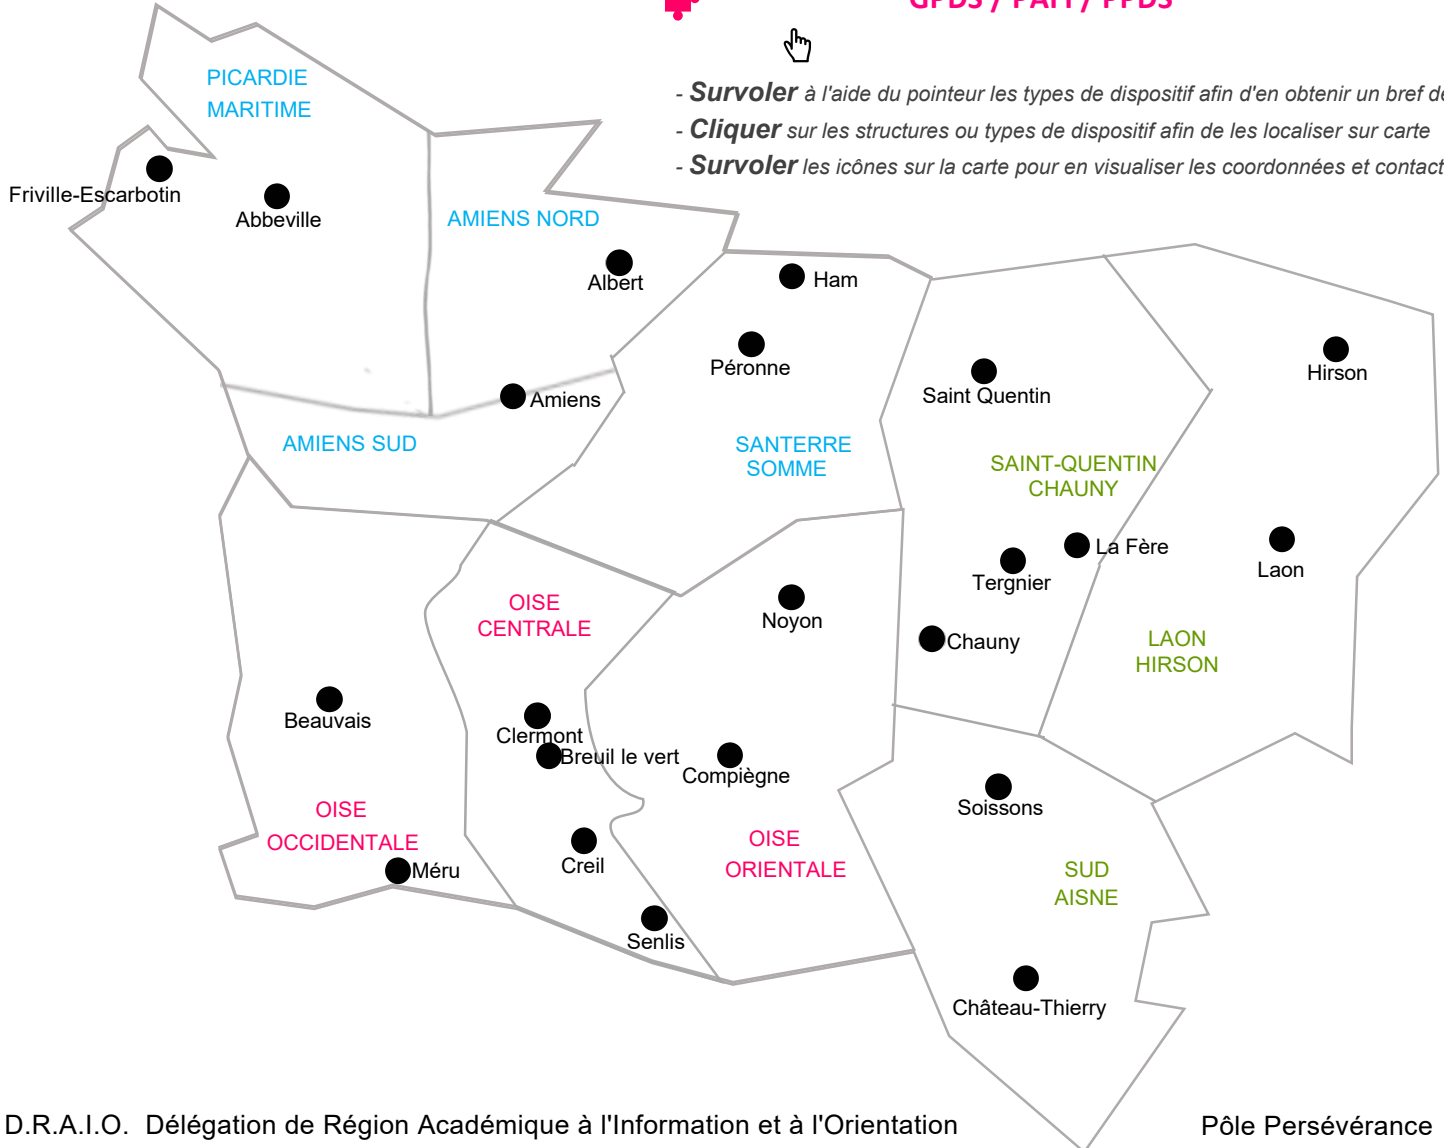 GPDS / PAFI / PPDS
- Survoler à l'aide du pointeur les types de dispositif afin d'en obtenir un bref
- Cliquer sur les structures ou types de dispositif afin de les localiser sur carte
- Survoler les icônes sur la carte pour en visualiser les coordonnées et contact
PICARDIE
MARITIME
Friville-Escarbotin
Abbeville
AMIENS NORD
Albert
Ham
Péronne
Saint Quentin
Hirson
Amiens
AMIENS SUD
SANTERRE
SOMME
SAINT-QUENTIN
CHAUNY
La Fère
Tergnier
Laon
OISE
CENTRALE
Noyon
Chauny
LAON
HIRSON
Beauvais
Clermont
Breuil le vert
Compiègne
Soissons
OISE
OCCIDENTALE
Méru
Creil
OISE
ORIENTALE
SUD
AISNE
Senlis
Château-Thierry
D.R.A.I.O. Délégation de Région Académique à l'Information et à l'Orientation
Pôle Persévérance